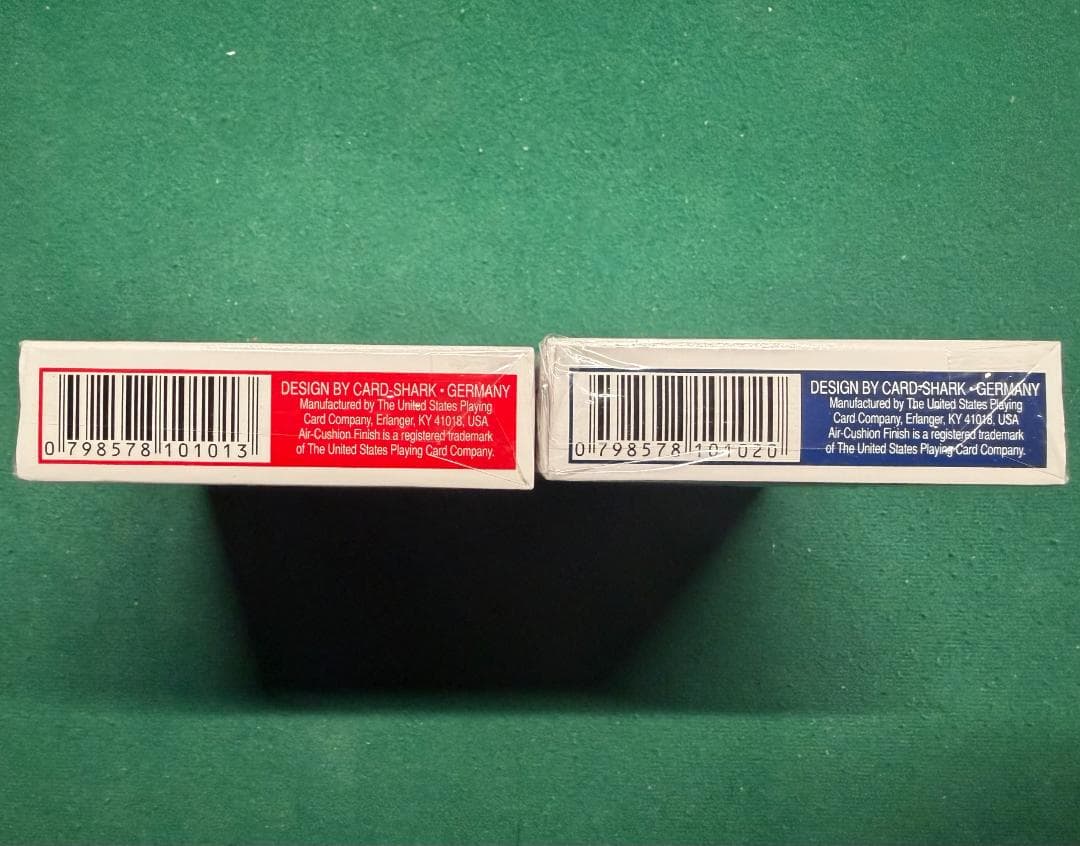 DESIGN BY CARD-SHARK • GERMANY
Manufactured by The United States Playing
Card Company, Erlanger, KY 41018, USA
Air-Cushion Finish is a registered trademark
of The United States Playing Card Company.
0 798578 101013
DESIGN BY CARD-SHARK • GERMANY
Manufactured by The United States Playing
Card Company, Erlanger, KY 41018, USA
Air-Cushion Finish is a registered trademark
of The United States Playing Card Company.
0 798578 101020